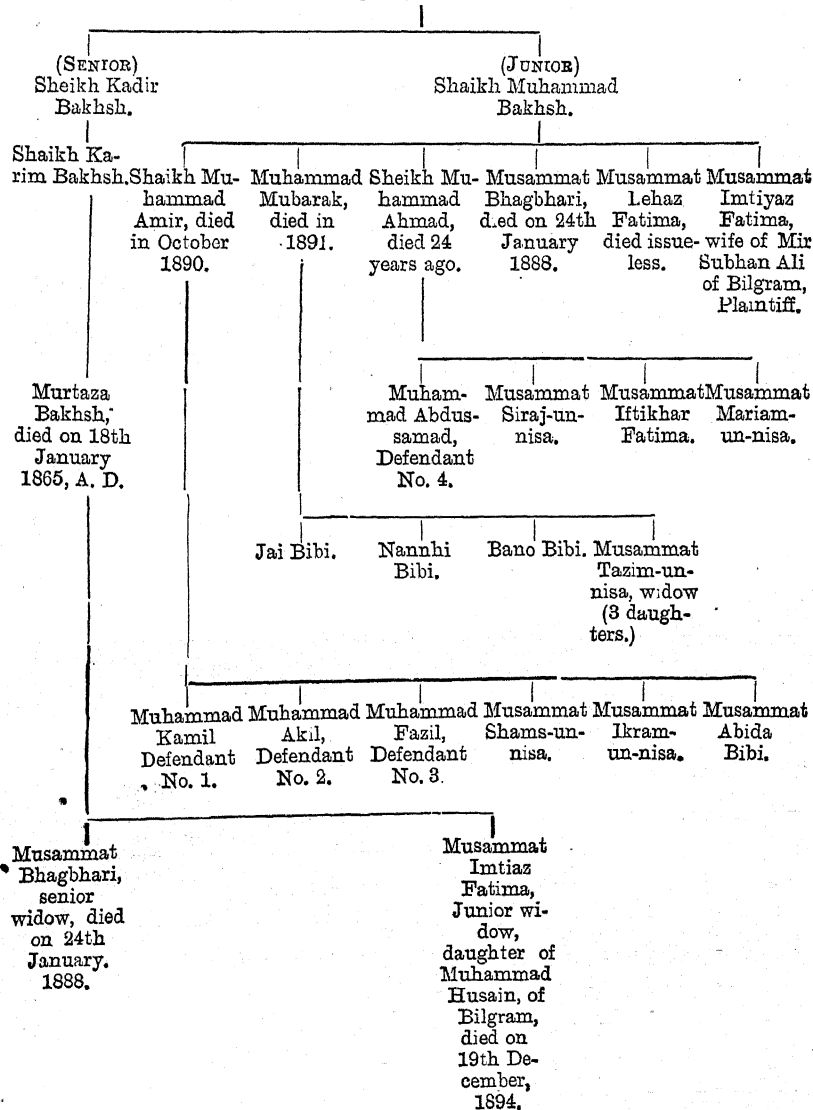 (SENIOR)
Sheikh Kadir
Bakhsh.
(JUNIOR)
Shaikh Muhammad
Bakhsh.
Shaikh Ka-
rim Bakhsh.
Shaikh Mu-
hammad
Amir, died
in October
1890.
Muhammad
Mubarak,
died in
1891.
Sheikh Mu-
hammad
Ahmad,
died 24
years ago.
Musammat
Bhagbhari,
died on 24th
January
1888.
Musammat
Lehaz
Fatima,
died issue-
less.
Musammat
Imtiyaz
Fatima,
wife of Mir
Subhan Ali
of Bilgram,
Plaintiff.
Murtaza
Bakhsh,
died on 18th
January
1865, A. D.
Muham-
mad Abdus-
samad,
Defendant
No. 4.
Musammat
Siraj-un-
nisa.
Musammat
Iftikhar
Fatima.
Musammat
Mariam-
un-nisa.
Jai Bibi.
Nannhi
Bibi.
Bano Bibi.
Musammat
Tazim-un-
nisa, widow
(3 daugh-
ters.)
Muhammad
Kamil
Defendant
No. 1.
Muhammad
Akil,
Defendant
No. 2.
Muhammad
Fazil,
Defendant
No. 3.
Musammat
Shams-un-
nisa.
Musammat
Ikram-
un-nisa.
Musammat
Abida
Bibi.
Musammat
Bhagbhari,
senior
widow, died
on 24th
January.
1888.
Musammat
Imtiaz
Fatima,
Junior wi-
dow,
daughter of
Muhammad
Husain, of
Bilgram,
died on
19th De-
cember,
1894.